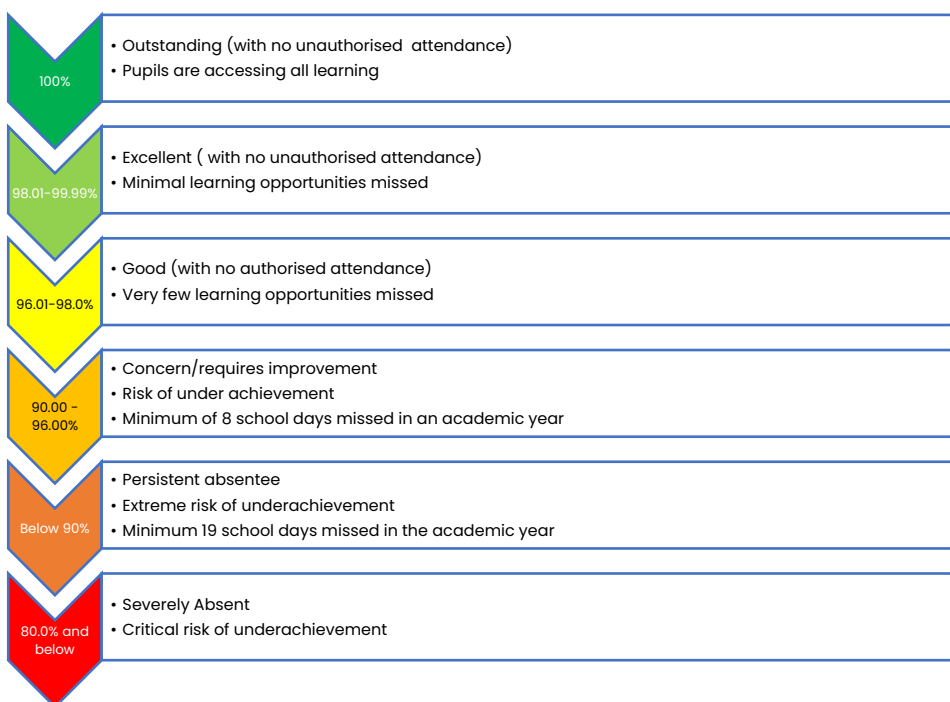 100%
• Outstanding (with no unauthorised  attendance)
• Pupils are accessing all learning
98.01-99.99%
• Excellent ( with no unauthorised attendance)
• Minimal learning opportunities missed
96.01-98.0%
• Good (with no authorised attendance)
• Very few learning opportunities missed
90.00 -
96.00%
• Concern/requires improvement
• Risk of under achievement
• Minimum of 8 school days missed in an academic year
Below 90%
• Persistent absentee
• Extreme risk of underachievement
• Minimum 19 school days missed in the academic year
80.0% and
below
• Severely Absent
• Critical risk of underachievement